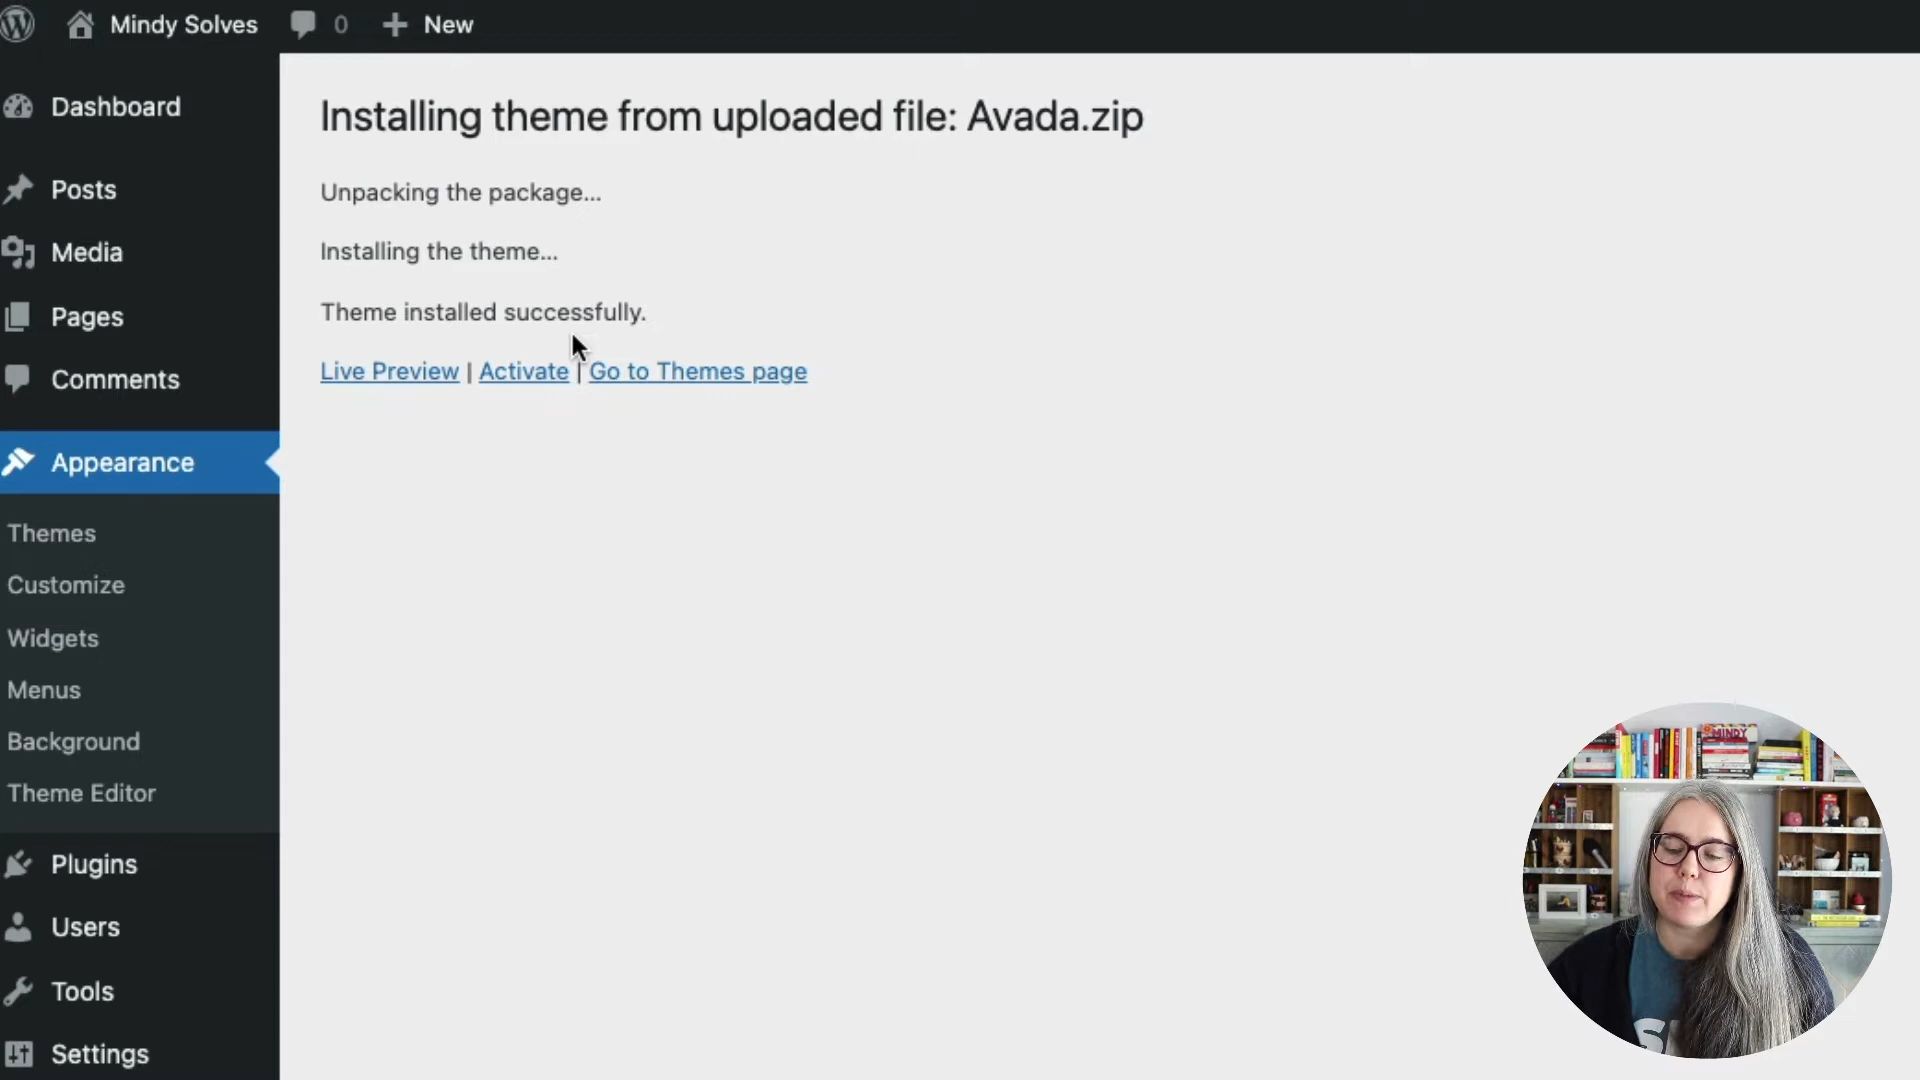 Mindy Solves 0 New
Dashboard
Posts
Media
Pages
Comments
Appearance
Themes
Customize
Widgets
Menus
Background
Theme Editor
Plugins
Users
Tools
Settings
Installing theme from uploaded file: Avada.zip
Unpacking the package...
Installing the theme...
Theme installed successfully.
Live Preview | Activate | Go to Themes page
MINDY